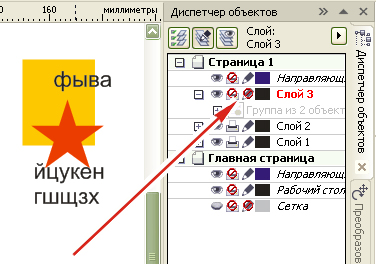 миллиметры
160
фыва
йцукен
гшщзх
Диспетчер объектов
Слой:
Слой 3
Страница 1
Направляющ
Слой 3
Группа из 2 объект
Слой 2
Слой 1
Главная страница
Направляющ
Рабочий стол
Сетка
Диспетчер объектов
Преобразов